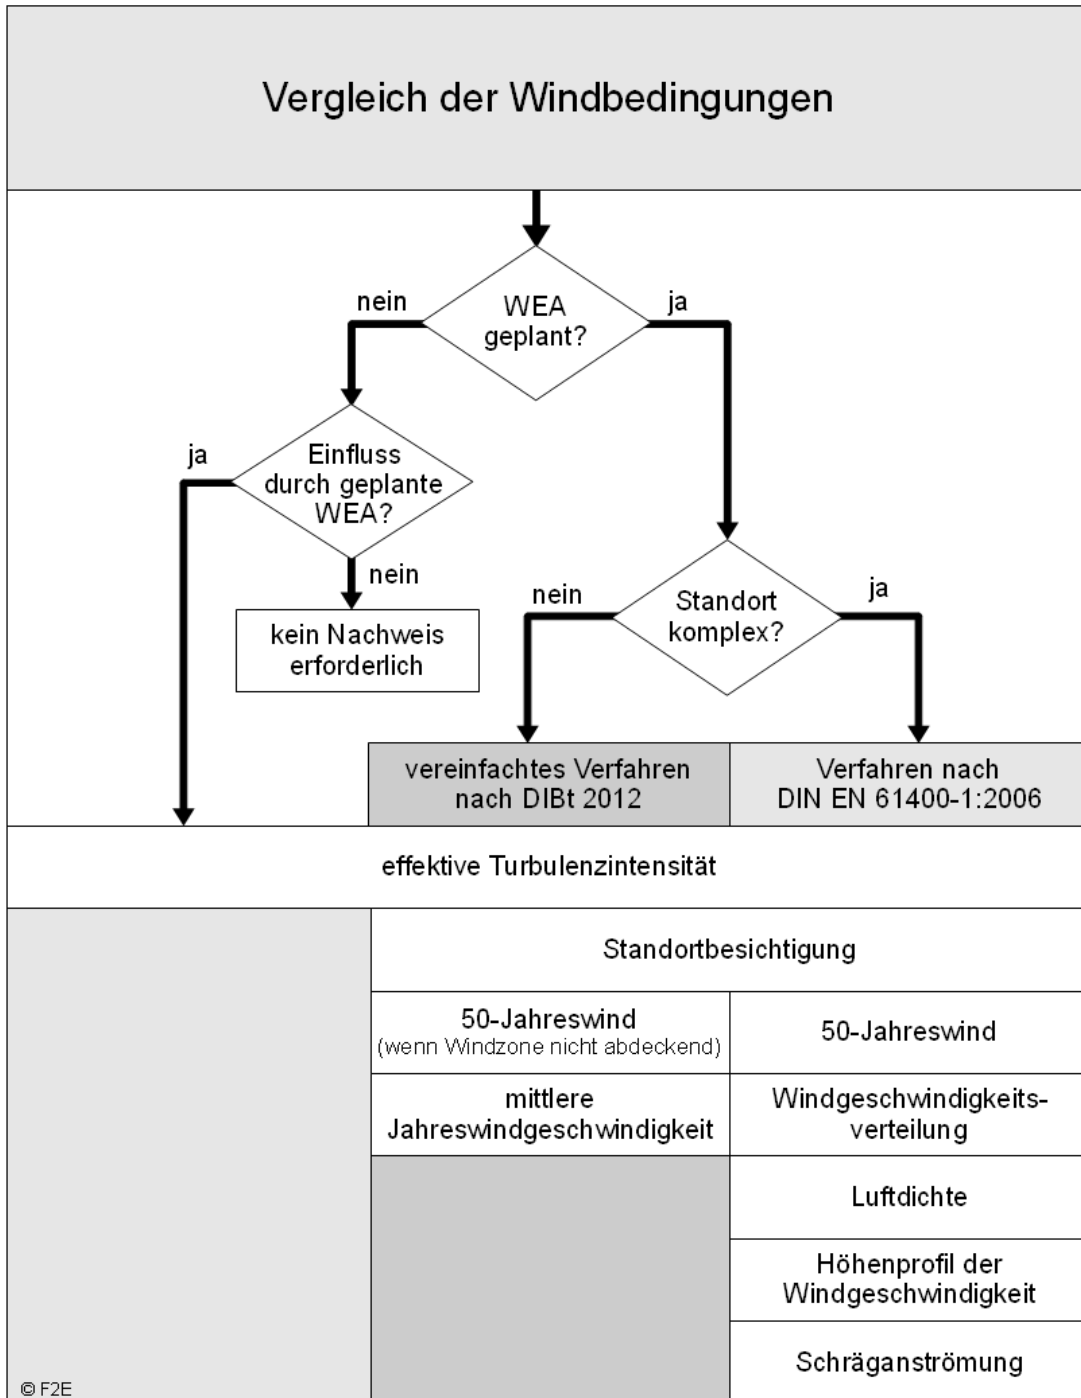 Vergleich der Windbedingungen
nein
WEA
geplant?
ja
ja
Einfluss
durch geplante
WEA?
nein
kein Nachweis
erforderlich
nein
Standort
komplex?
ja
vereinfachtes Verfahren
nach DIBt 2012
Verfahren nach
DIN EN 61400-1:2006
effektive Turbulenzintensität
Standortbesichtigung
50-Jahreswind
(wenn Windzone nicht abdeckend)
50-Jahreswind
mittlere
Jahreswindgeschwindigkeit
Windgeschwindigkeits-
verteilung
Luftdichte
Höhenprofil der
Windgeschwindigkeit
Schräganströmung
© F2E